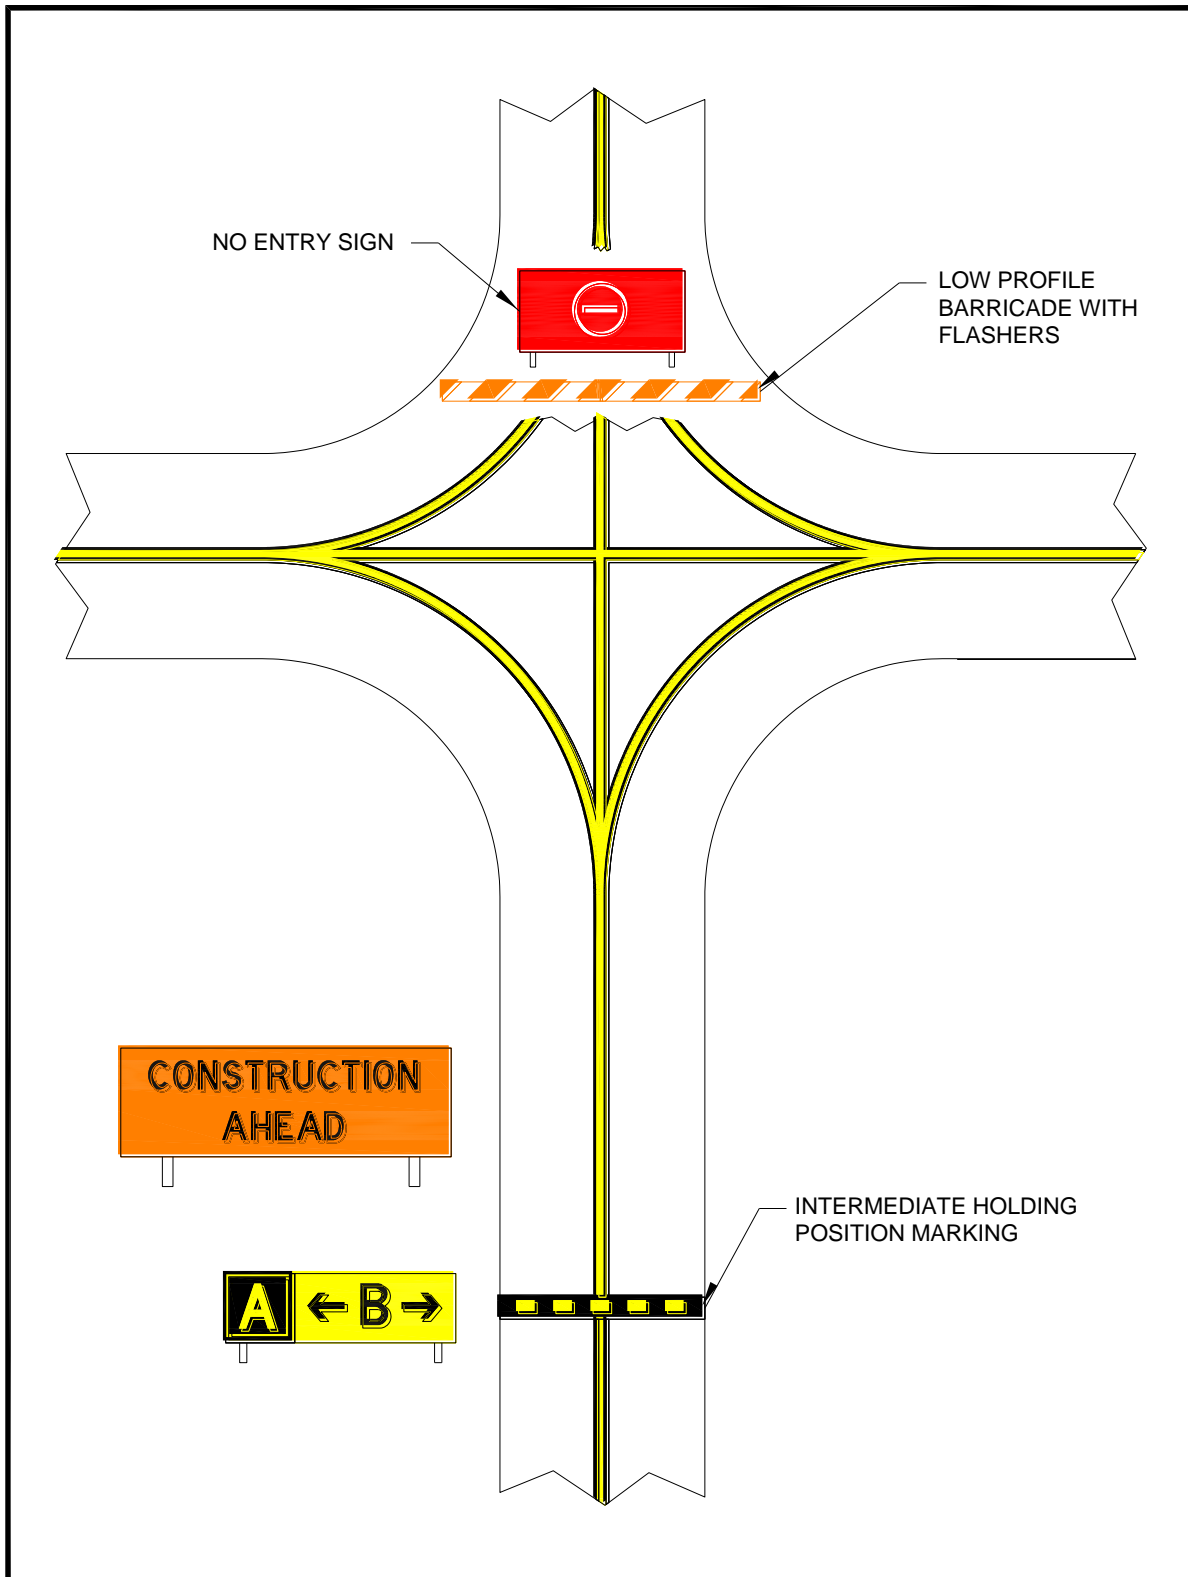 NO ENTRY SIGN
LOW PROFILE
BARRICADE WITH
FLASHERS
CONSTRUCTION
AHEAD
INTERMEDIATE HOLDING
POSITION MARKING
A ← B →